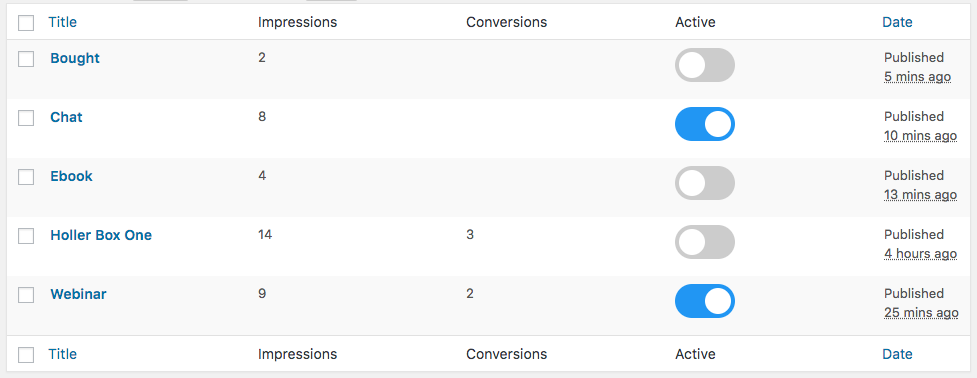 Title Impressions Conversions Active Date
Bought 2 Published
5 mins ago
Chat 8 Published
10 mins ago
Ebook 4 Published
13 mins ago
Holler Box One 14 3 Published
4 hours ago
Webinar 9 2 Published
25 mins ago
Title Impressions Conversions Active Date